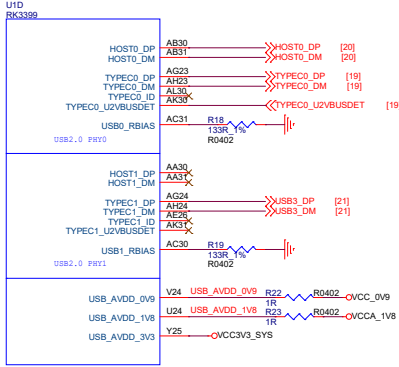 U1D
RK3399
HOST0_DP AB30 HOST0_DP [20]
HOST0_DM AB31 HOST0_DM [20]
TYPEC0_DP AG23 TYPEC0_DP [19]
TYPEC0_DM AH23 TYPEC0_DM [19]
TYPEC0_ID AL30
TYPEC0_U2VBUSDET AK30 TYPEC0_U2VBUSDET [19
USB0_RBIAS AC31 R18
133R_1%
USB2.0 PHY0 R0402
HOST1_DP AA30
HOST1_DM AA31
TYPEC1_DP AG24 USB3_DP [21]
TYPEC1_DM AH24 USB3_DM [21]
TYPEC1_ID AE26
TYPEC1_U2VBUSDET AK31
USB1_RBIAS AC30 R19
133R_1%
USB2.0 PHY1 R0402
USB_AVDD_0V9 V24 USB_AVDD_0V9 R22 R0402 VCC_0V9
1R
USB_AVDD_1V8 U24 USB_AVDD_1V8 R23 R0402 VCCA_1V8
1R
USB_AVDD_3V3 Y25 VCC3V3_SYS